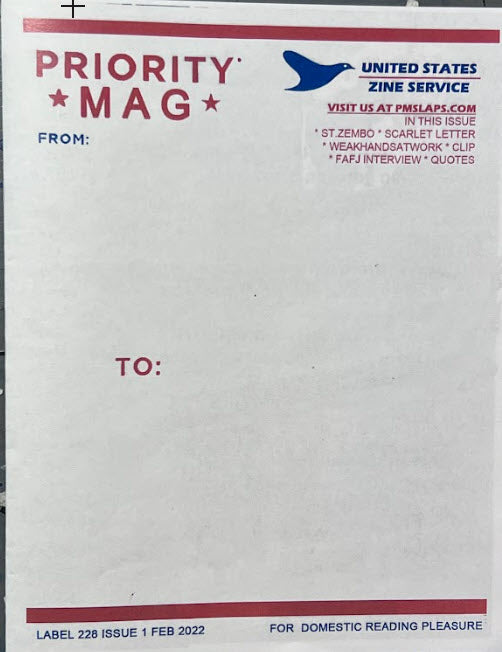 PRIORITY
★MAG★
UNITED STATES
ZINE SERVICE
VISIT US AT PMSLAPS.COM
IN THIS ISSUE
* ST.ZEMBO * SCARLET LETTER
* WEAKHANDSATWORK * CLIP
* FAFJ INTERVIEW * QUOTES
FROM:
TO:
LABEL 228 ISSUE 1 FEB 2022
FOR DOMESTIC READING PLEASURE